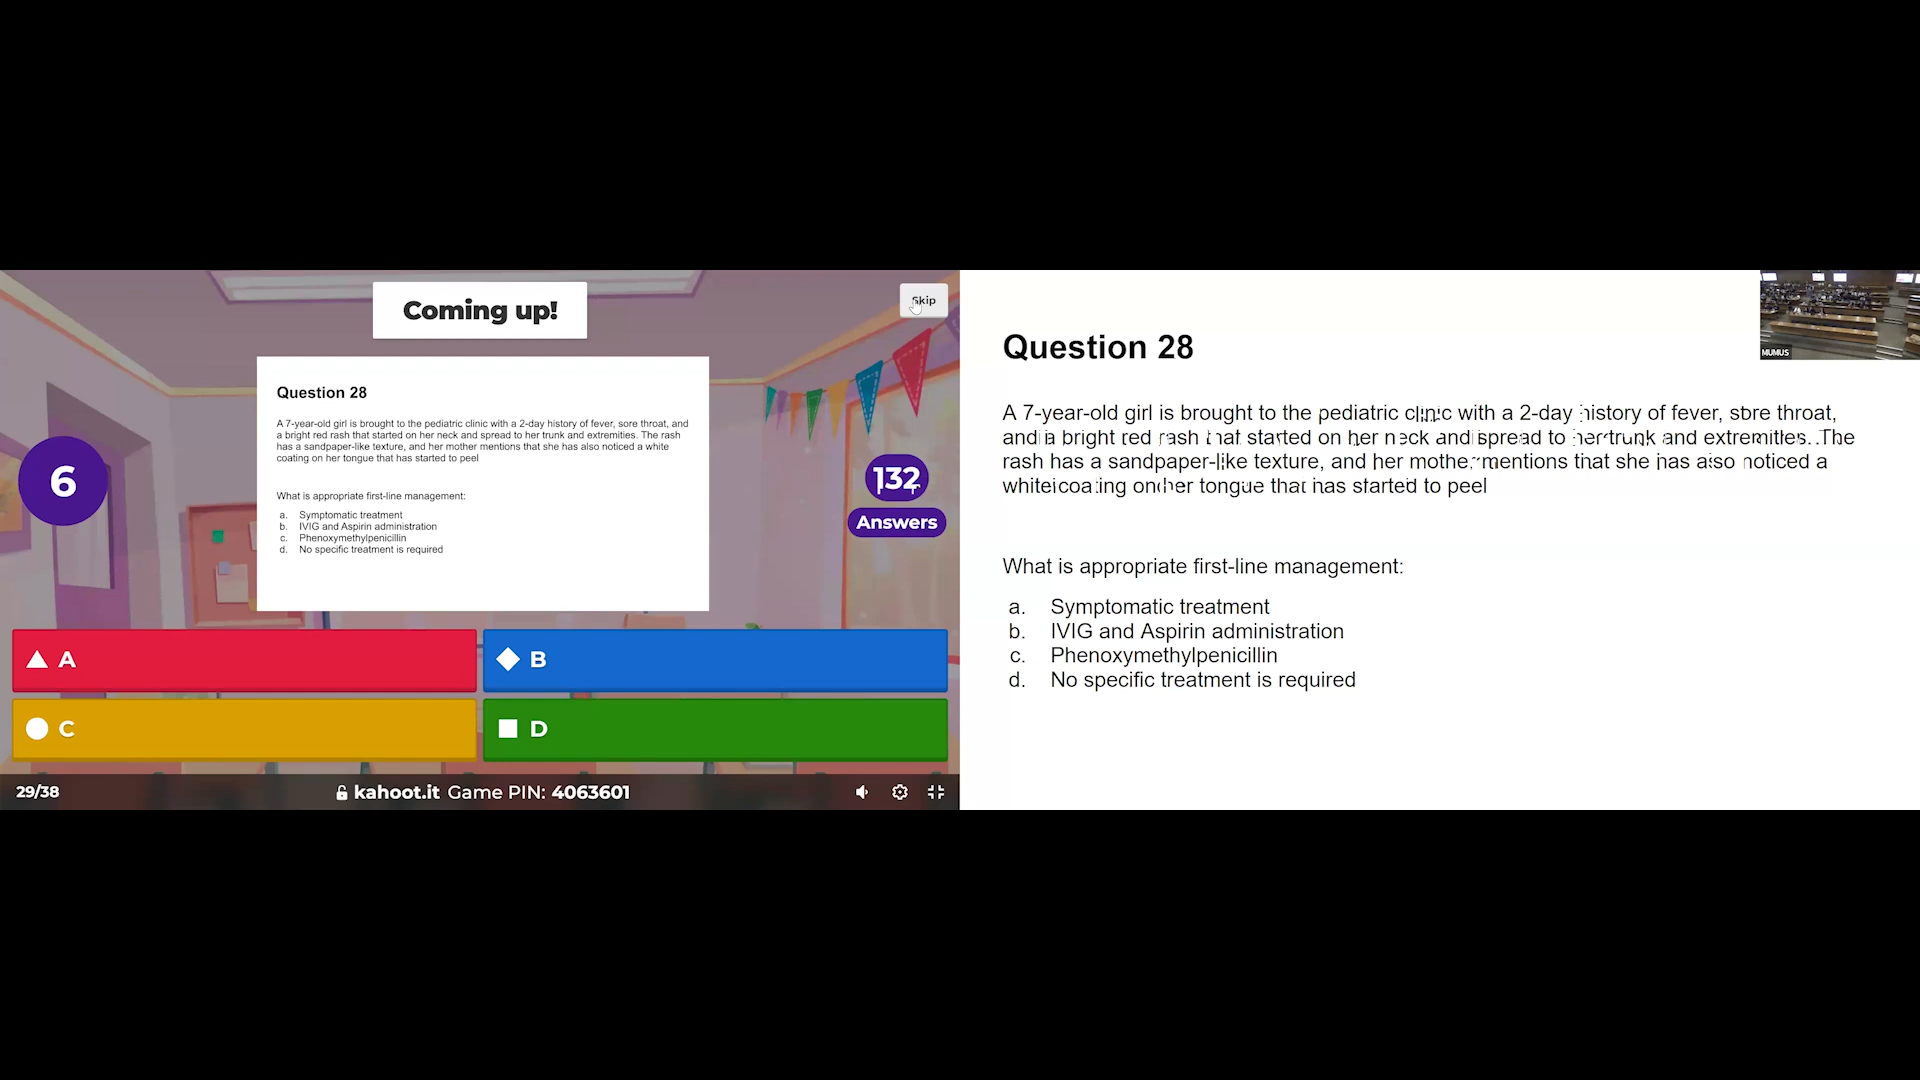 Coming up!
Skip
Question 28
A 7-year-old girl is brought to the pediatric clinic with a 2-day history of fever, sore throat, and
a bright red rash that started on her neck and spread to her trunk and extremities. The rash
has a sandpaper-like texture, and her mother mentions that she has also noticed a white
coating on her tongue that has started to peel
What is appropriate first-line management:
a. Symptomatic treatment
b. IVIG and Aspirin administration
c. Phenoxymethylpenicillin
d. No specific treatment is required
6
132
Answers
A
B
C
D
29/38
kahoot.it Game PIN: 4063601
MUMUS
Question 28
A 7-year-old girl is brought to the pediatric clinic with a 2-day history of fever, sore throat,
and a bright red rash that started on her neck and spread to her trunk and extremities. The
rash has a sandpaper-like texture, and her mother mentions that she has also noticed a
white coating on her tongue that has started to peel
What is appropriate first-line management:
a. Symptomatic treatment
b. IVIG and Aspirin administration
c. Phenoxymethylpenicillin
d. No specific treatment is required